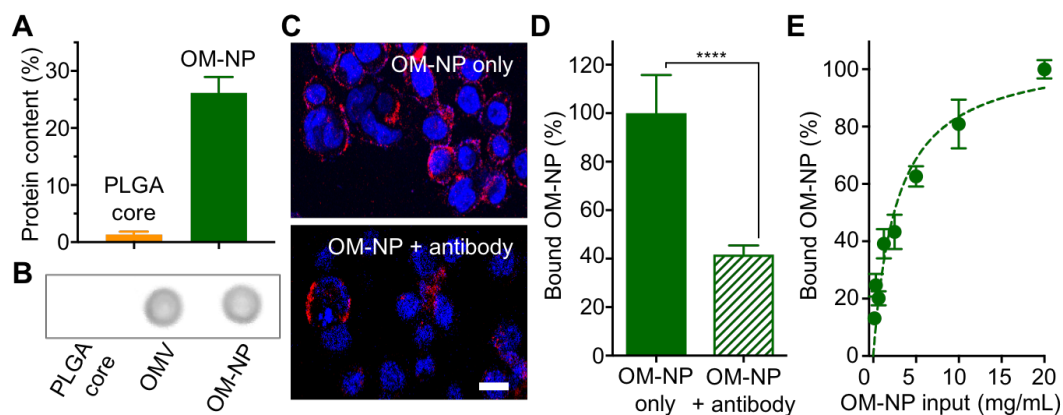 A
Protein content (%)
30
20
10
0
PLGA
core
OM-NP
B
PLGA
core
OMV
OM-NP
C
OM-NP only
OM-NP + antibody
D
Bound OM-NP (%)
120
100
80
60
40
20
0
****
OM-NP
only
OM-NP
+ antibody
E
Bound OM-NP (%)
100
80
60
40
20
0
0
5
10
15
20
OM-NP input (mg/mL)